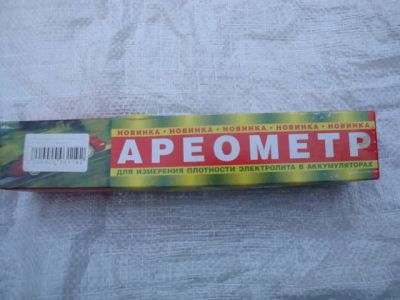 НОВИНКА • НОВИНКА • НОВИНКА • НОВИНКА • НОВИНКА
АРЕОМЕТР
ДЛЯ ИЗМЕРЕНИЯ ПЛОТНОСТИ ЭЛЕКТРОЛИТА В АККУМУЛЯТОРАХ